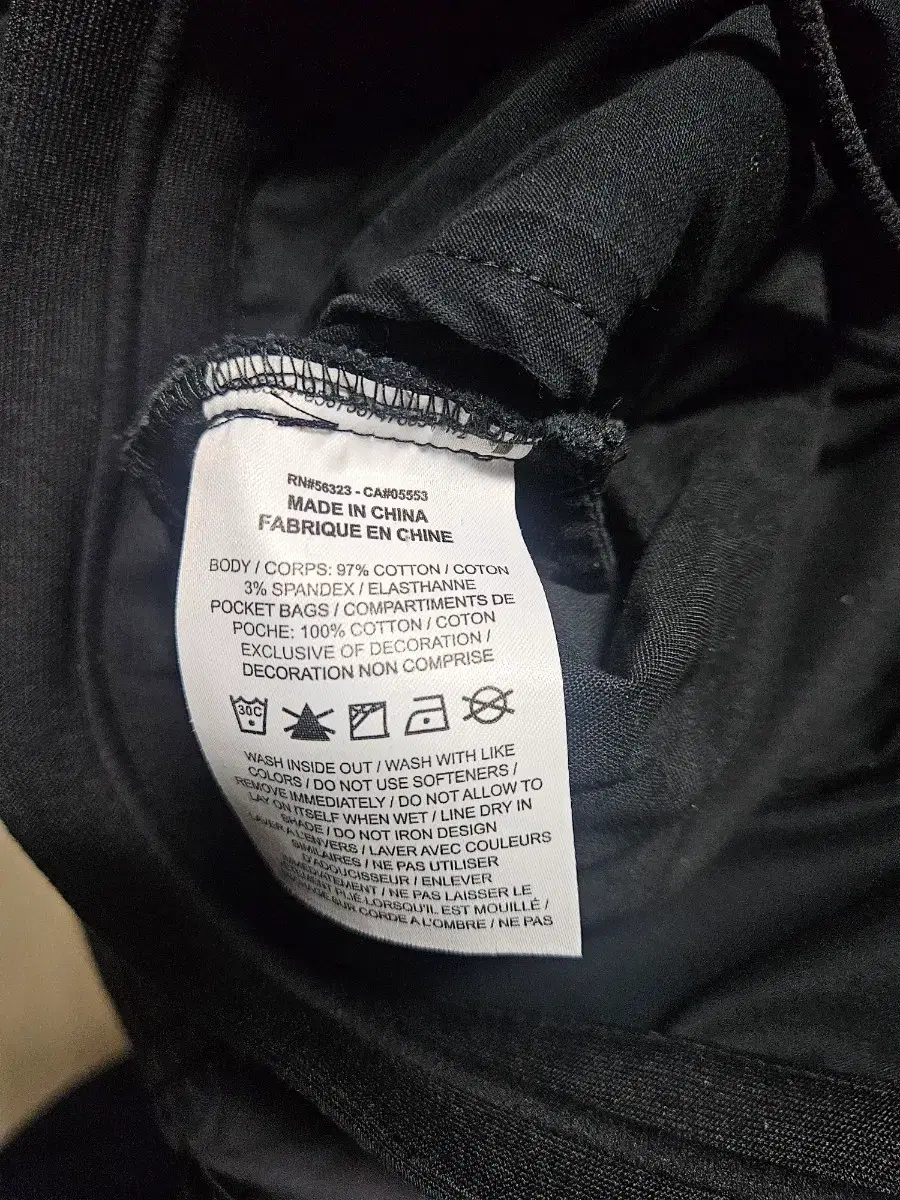 RN#56323 - CA#05553
MADE IN CHINA
FABRIQUE EN CHINE
BODY / CORPS: 97% COTTON / COTON
3% SPANDEX / ELASTHANNE
POCKET BAGS / COMPARTIMENTS DE
POCHE: 100% COTTON / COTON
EXCLUSIVE OF DECORATION /
DECORATION NON COMPRISE
30C
WASH INSIDE OUT / WASH WITH LIKE
COLORS / DO NOT USE SOFTENERS /
REMOVE IMMEDIATELY / DO NOT ALLOW TO
LAY ON ITSELF WHEN WET / LINE DRY IN
SHADE / DO NOT IRON DESIGN
LAVER A L'ENVERS / LAVER AVEC COULEURS
SIMILAIRES / NE PAS UTILISER
D'ADOUCISSEUR / ENLEVER
IMMEDIATEMENT / NE PAS LAISSER LE
PLIÉ LORSQU'IL EST MOUILLÉ /
SUR CORDE A L'OMBRE / NE PAS